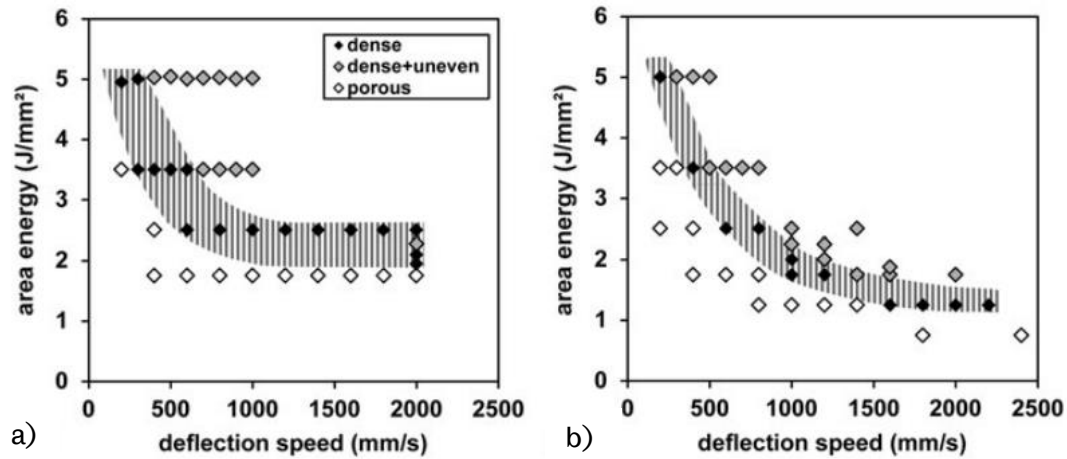 6
5
4
3
2
1
0
area energy (J/mm²)
0 500 1000 1500 2000 2500
deflection speed (mm/s)
dense
dense+uneven
porous
a)
6
5
4
3
2
1
0
area energy (J/mm²)
0 500 1000 1500 2000 2500
deflection speed (mm/s)
b)